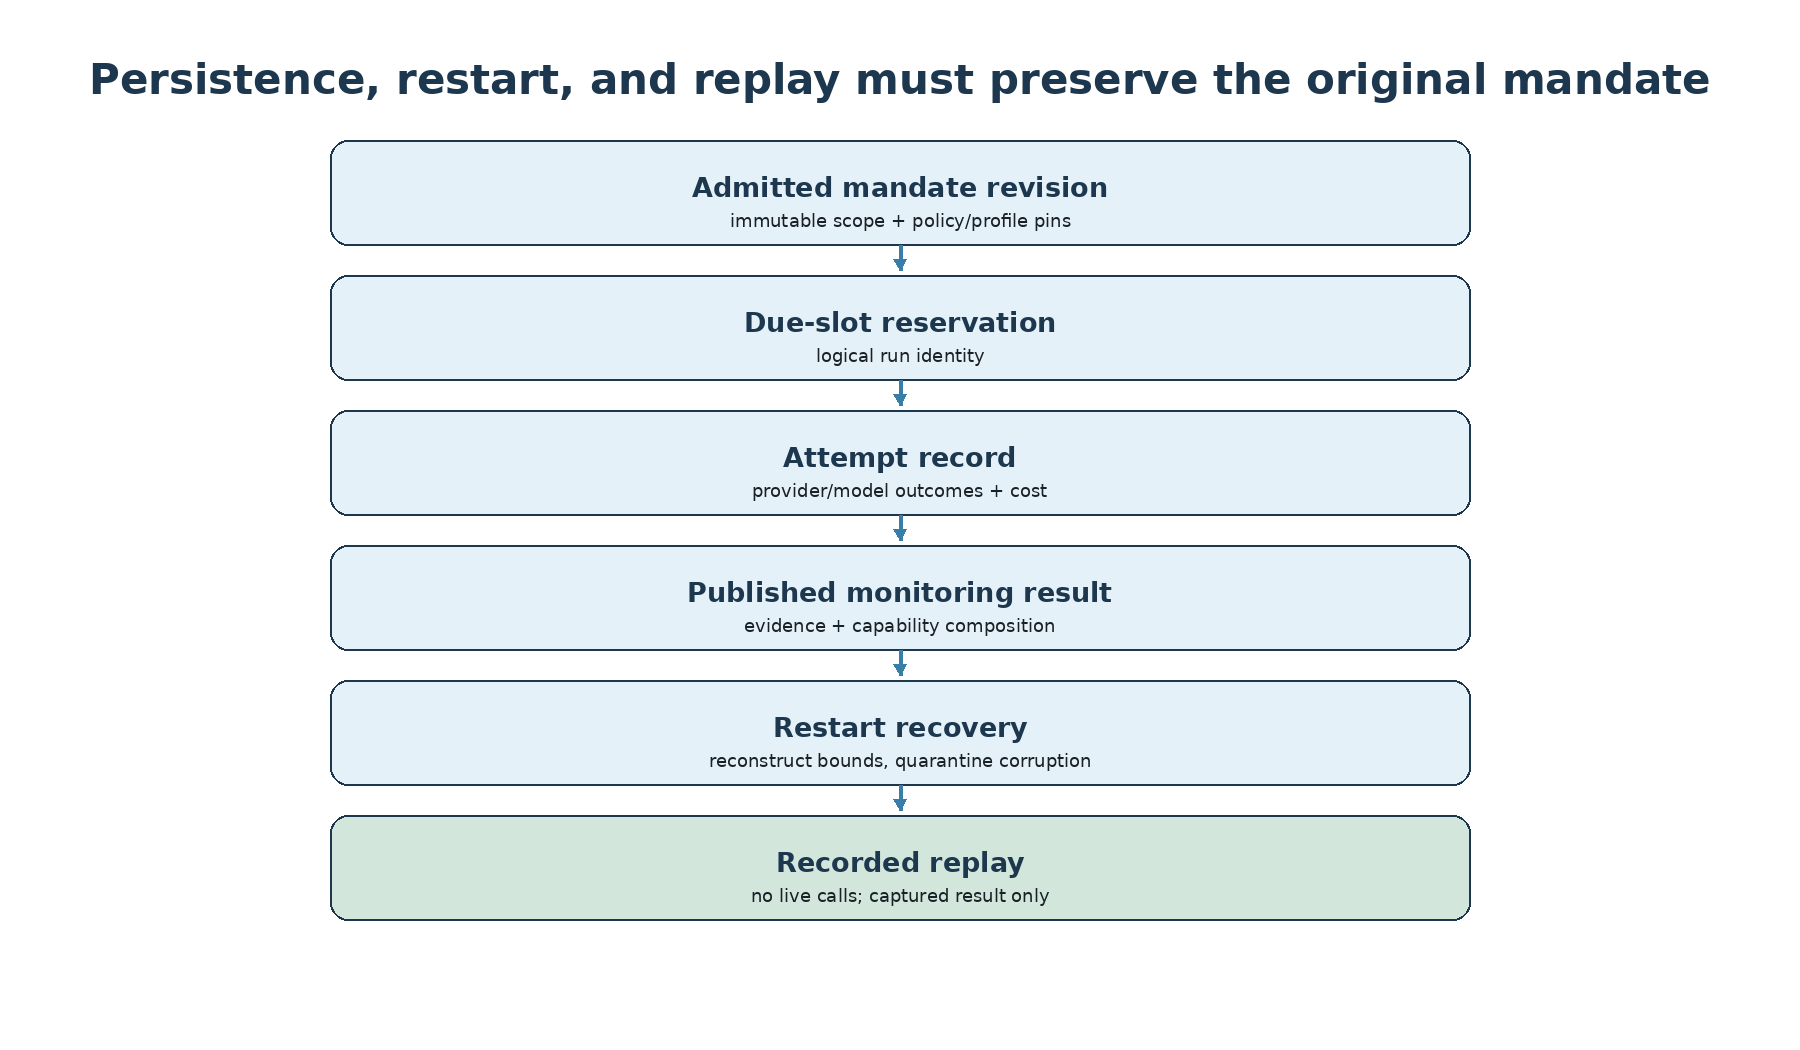 Persistence, restart, and replay must preserve the original mandate
Admitted mandate revision
immutable scope + policy/profile pins
Due-slot reservation
logical run identity
Attempt record
provider/model outcomes + cost
Published monitoring result
evidence + capability composition
Restart recovery
reconstruct bounds, quarantine corruption
Recorded replay
no live calls; captured result only